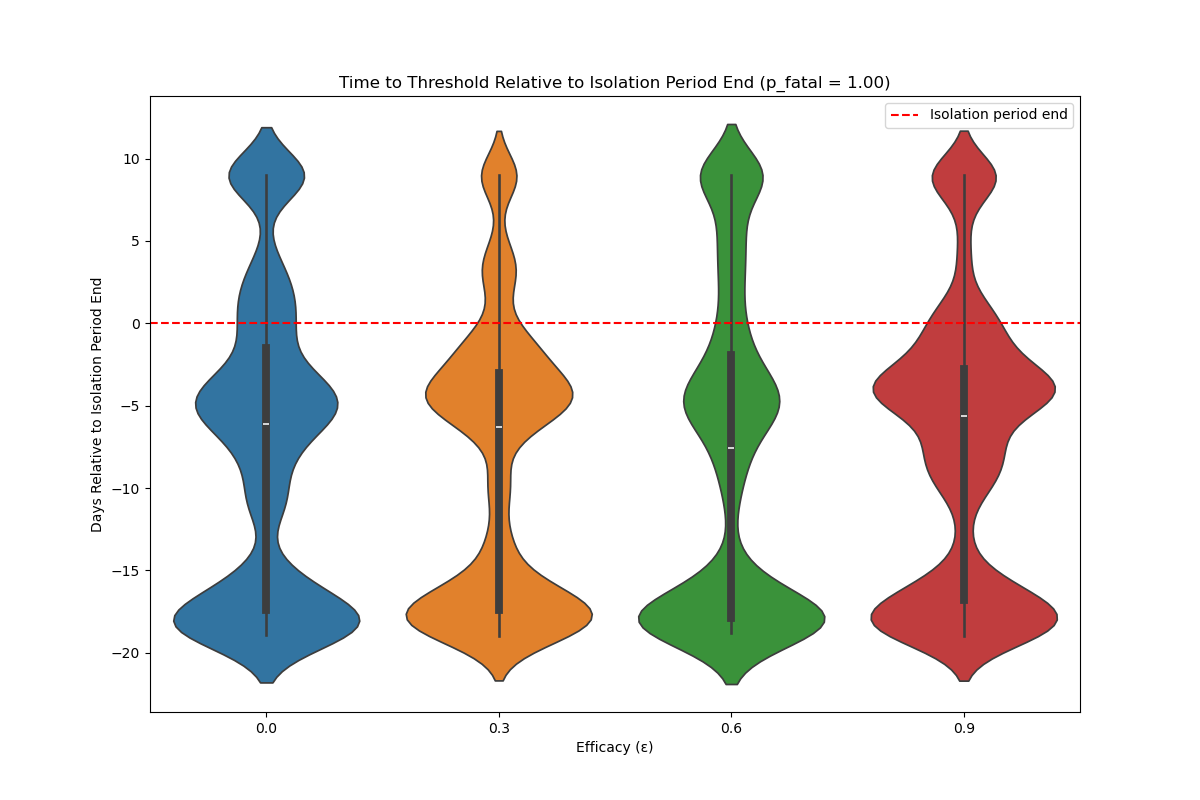 Time to Threshold Relative to Isolation Period End (p_fatal = 1.00)
Isolation period end
Days Relative to Isolation Period End
10
5
0
−5
−10
−15
−20
0.0 0.3 0.6 0.9
Efficacy (ε)